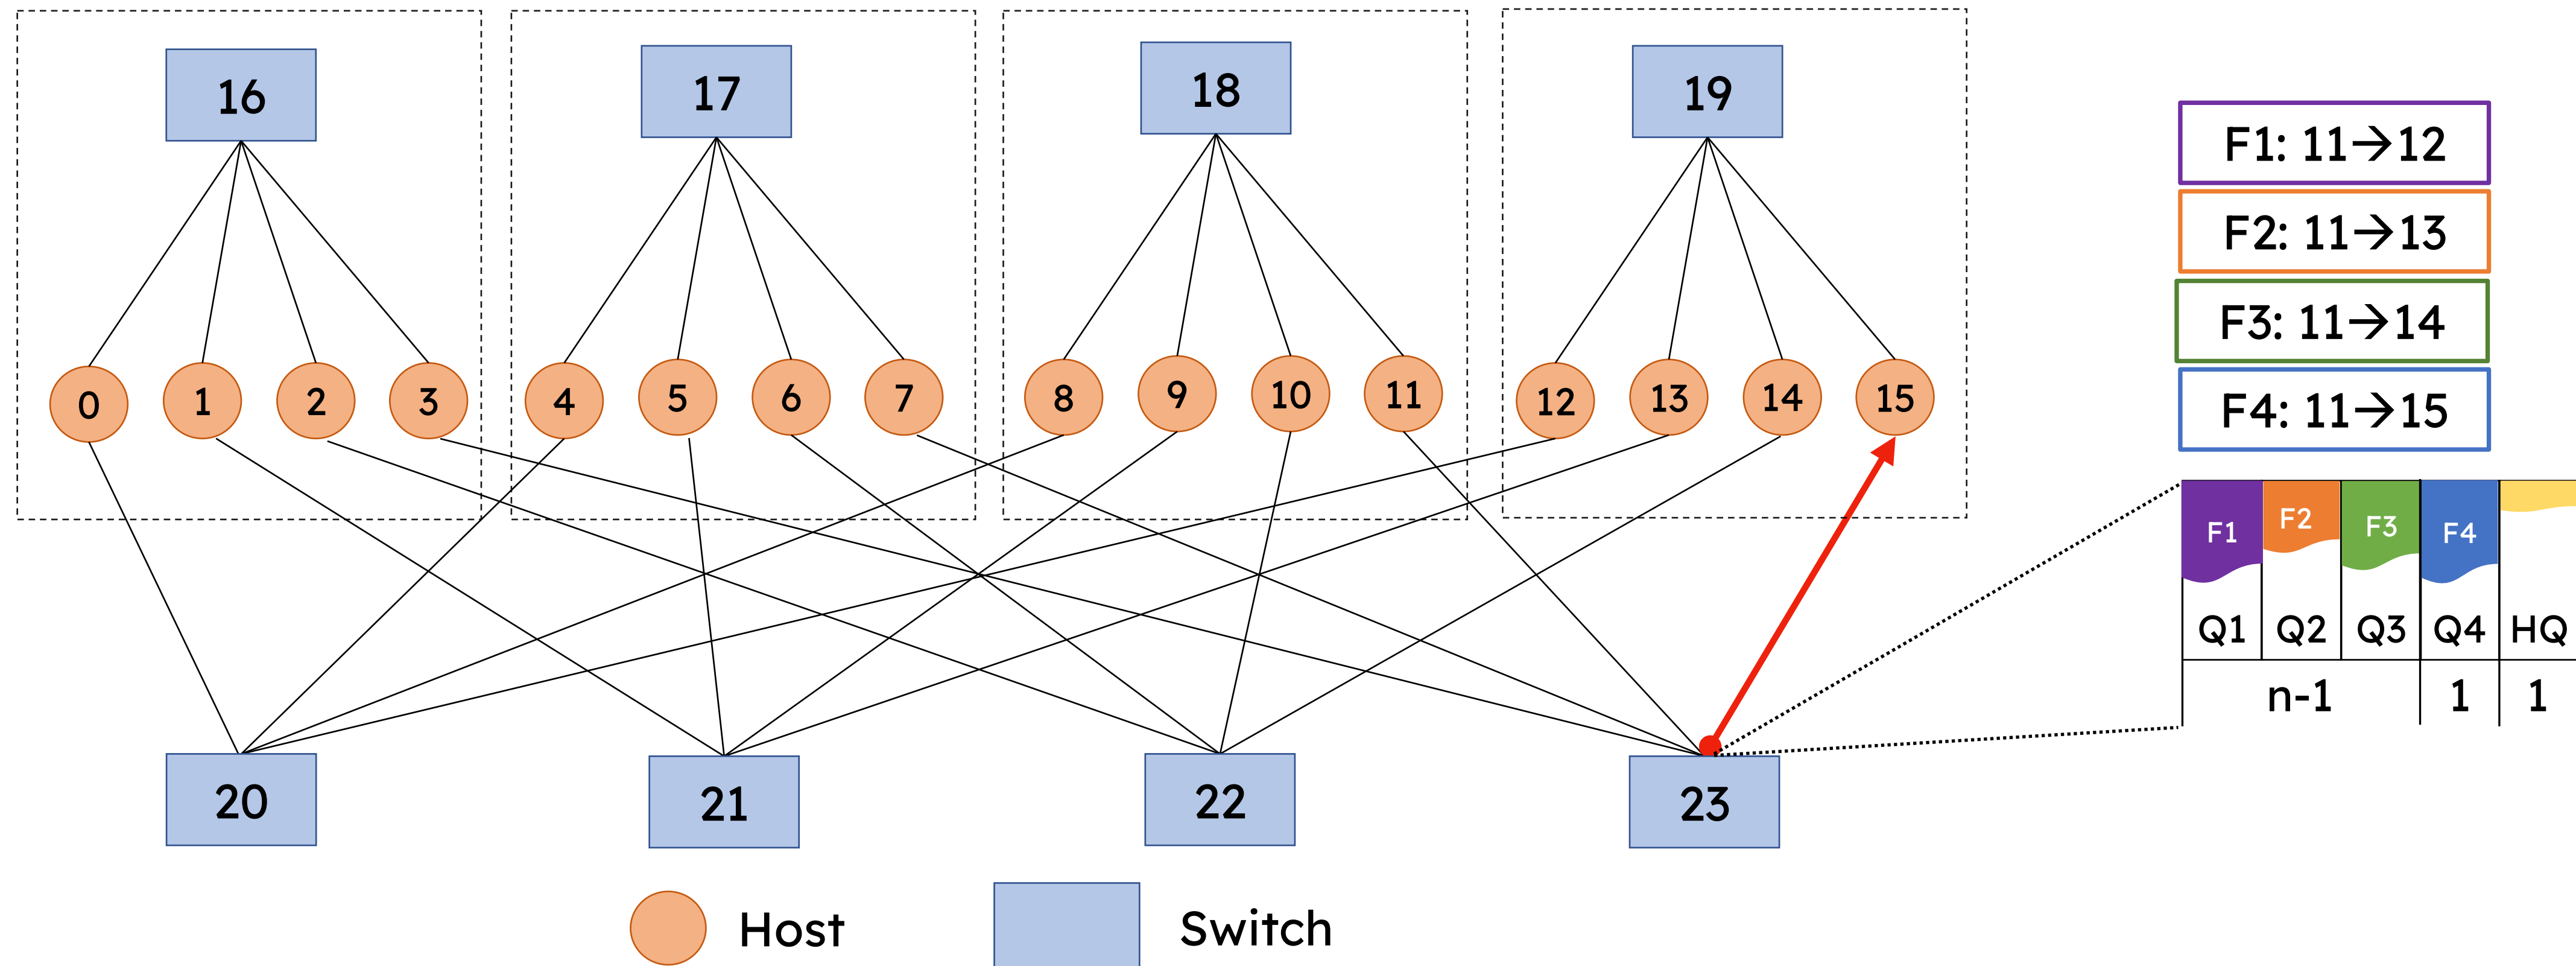 16 17 18 19
0 1 2 3 4 5 6 7 8 9 10 11 12 13 14 15
20 21 22 23
Host Switch
F1: 11→12
F2: 11→13
F3: 11→14
F4: 11→15
F1 F2 F3 F4
Q1 Q2 Q3 Q4 HQ
n-1 1 1